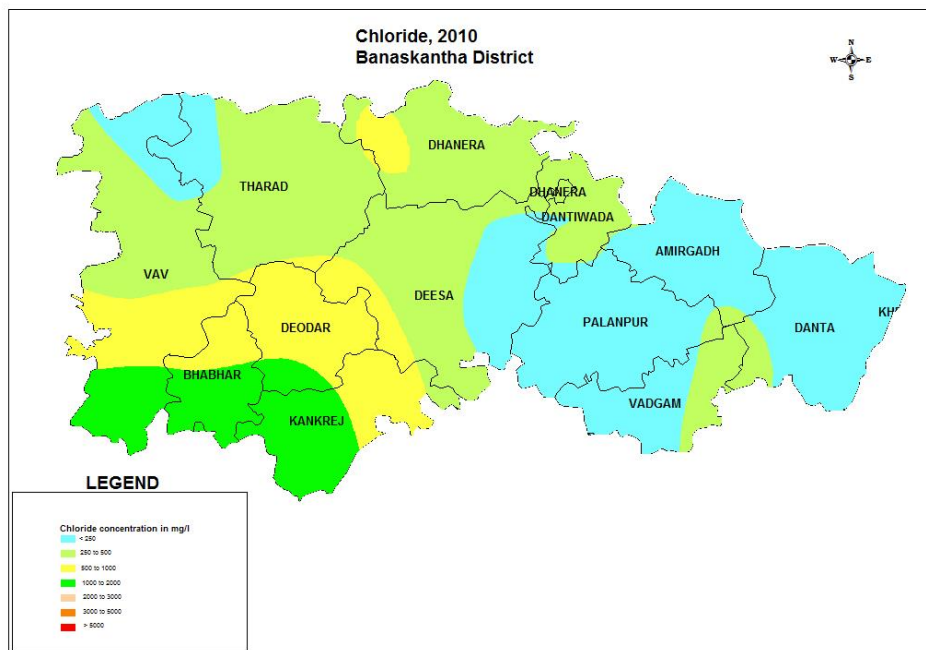 Chloride, 2010
Banaskantha District
N
W E
S
DHANERA
THARAD
DHANERA
DANTIWADA
AMIRGADH
VAV
DEESA
KH
DEODAR
PALANPUR
DANTA
BHABHAR
VADGAM
KANKREJ
LEGEND
Chloride concentration in mg/l
< 250
250 to 500
500 to 1000
1000 to 2000
2000 to 3000
3000 to 5000
> 5000